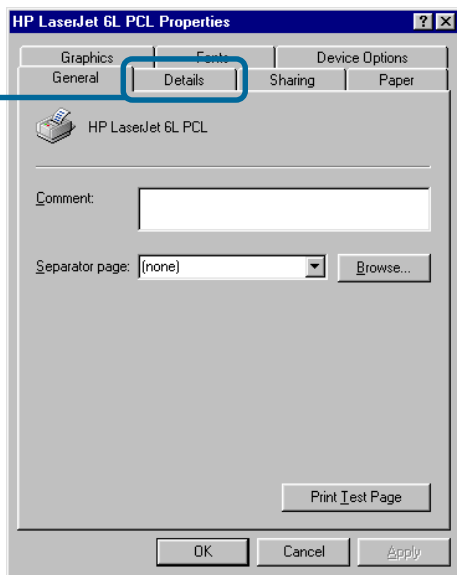 HP LaserJet 6L PCL Properties
Graphics Fonts Device Options
General Details Sharing Paper
HP LaserJet 6L PCL
Comment:
Separator page: (none) Browse...
Print Test Page
OK Cancel Apply